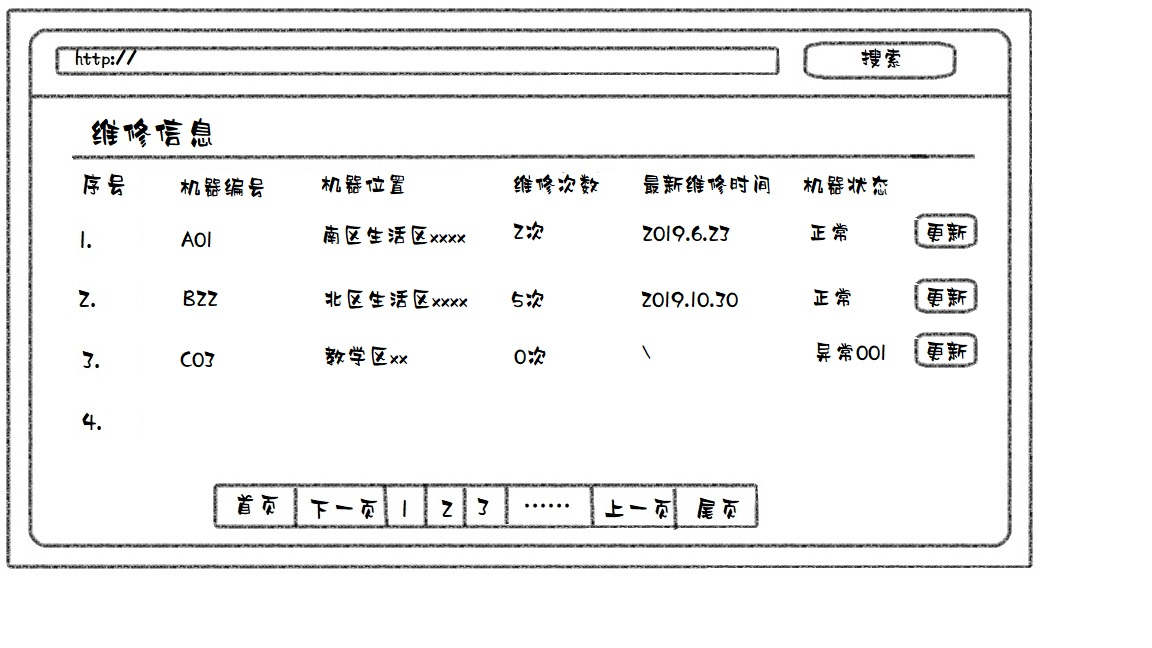 http:// 搜索
维修信息
序号 机器编号 机器位置 维修次数 最新维修时间 机器状态
1. A01 南区生活区xxxx 2次 2019.6.23 正常 更新
2. B22 北区生活区xxxx 5次 2019.10.30 正常 更新
3. C03 教学区xx 0次 \ 异常001 更新
4.
首页 下一页 1 2 3 …… 上一页 尾页